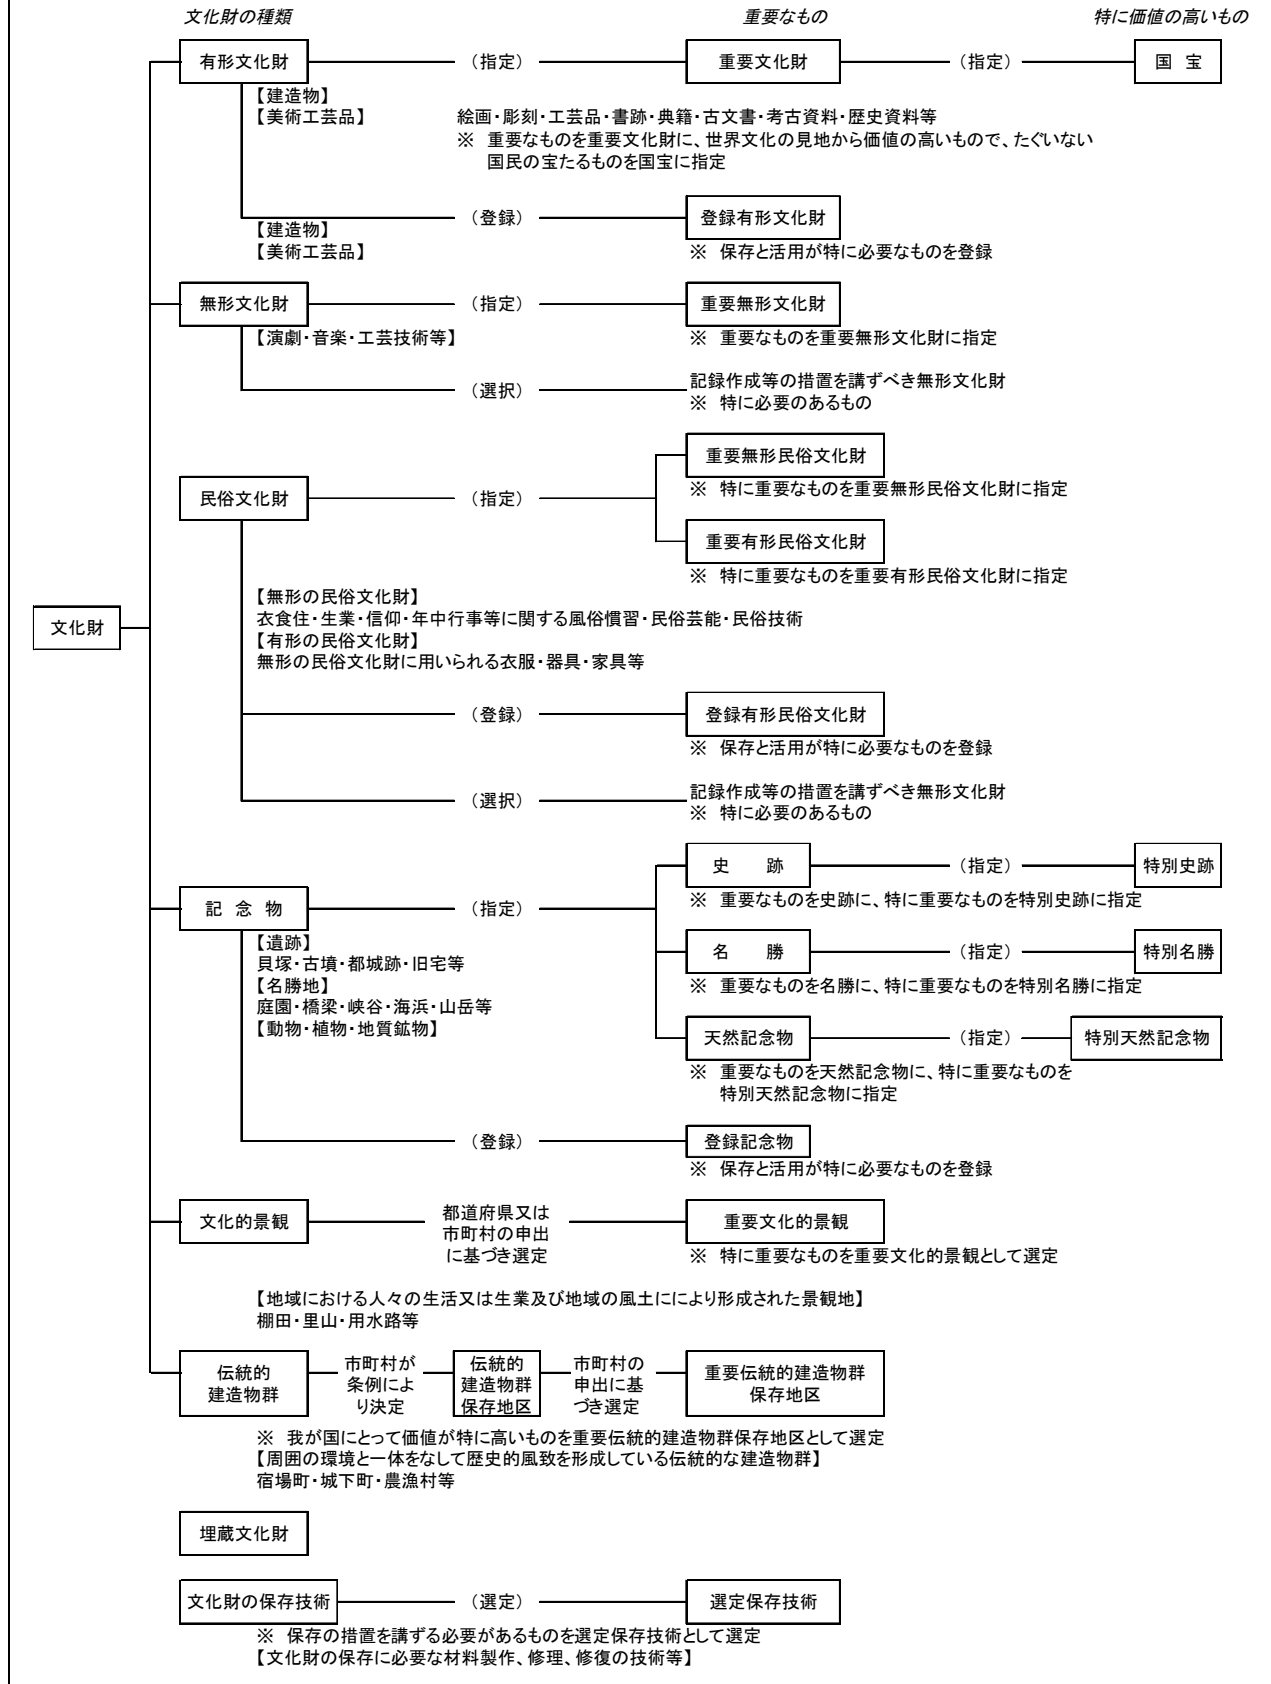 文化財の種類 重要なもの 特に価値の高いもの
有形文化財 （指定） 重要文化財 （指定） 国 宝
【建造物】
【美術工芸品】 絵画・彫刻・工芸品・書跡・典籍・古文書・考古資料・歴史資料等
※ 重要なものを重要文化財に、世界文化の見地から価値の高いもので、たぐいない
国民の宝たるものを国宝に指定
（登録） 登録有形文化財
【建造物】
【美術工芸品】 ※ 保存と活用が特に必要なものを登録
無形文化財 （指定） 重要無形文化財
【演劇・音楽・工芸技術等】 ※ 重要なものを重要無形文化財に指定
（選択） 記録作成等の措置を講ずべき無形文化財
※ 特に必要のあるもの
重要無形民俗文化財
※ 特に重要なものを重要無形民俗文化財に指定
民俗文化財 （指定）
重要有形民俗文化財
※ 特に重要なものを重要有形民俗文化財に指定
【無形の民俗文化財】
衣食住・生業・信仰・年中行事等に関する風俗慣習・民俗芸能・民俗技術
文化財
【有形の民俗文化財】
無形の民俗文化財に用いられる衣服・器具・家具等
（登録） 登録有形民俗文化財
※ 保存と活用が特に必要なものを登録
（選択） 記録作成等の措置を講ずべき無形文化財
※ 特に必要のあるもの
史 跡 （指定） 特別史跡
※ 重要なものを史跡に、特に重要なものを特別史跡に指定
記 念 物 （指定）
【遺跡】
貝塚・古墳・都城跡・旧宅等
名 勝 （指定） 特別名勝
【名勝地】 ※ 重要なものを名勝に、特に重要なものを特別名勝に指定
庭園・橋梁・峡谷・海浜・山岳等
【動物・植物・地質鉱物】
天然記念物 （指定） 特別天然記念物
※ 重要なものを天然記念物に、特に重要なものを
特別天然記念物に指定
（登録） 登録記念物
※ 保存と活用が特に必要なものを登録
文化的景観 都道府県又は 重要文化的景観
市町村の申出
に基づき選定 ※ 特に重要なものを重要文化的景観として選定
【地域における人々の生活又は生業及び地域の風土ににより形成された景観地】
棚田・里山・用水路等
伝統的 市町村が 伝統的 市町村の 重要伝統的建造物群
建造物群 条例によ 建造物群 申出に基 保存地区
り決定 保存地区 づき選定
※ 我が国にとって価値が特に高いものを重要伝統的建造物群保存地区として選定
【周囲の環境と一体をなして歴史的風致を形成している伝統的な建造物群】
宿場町・城下町・農漁村等
埋蔵文化財
文化財の保存技術 （選定） 選定保存技術
※ 保存の措置を講ずる必要があるものを選定保存技術として選定
【文化財の保存に必要な材料製作、修理、修復の技術等】